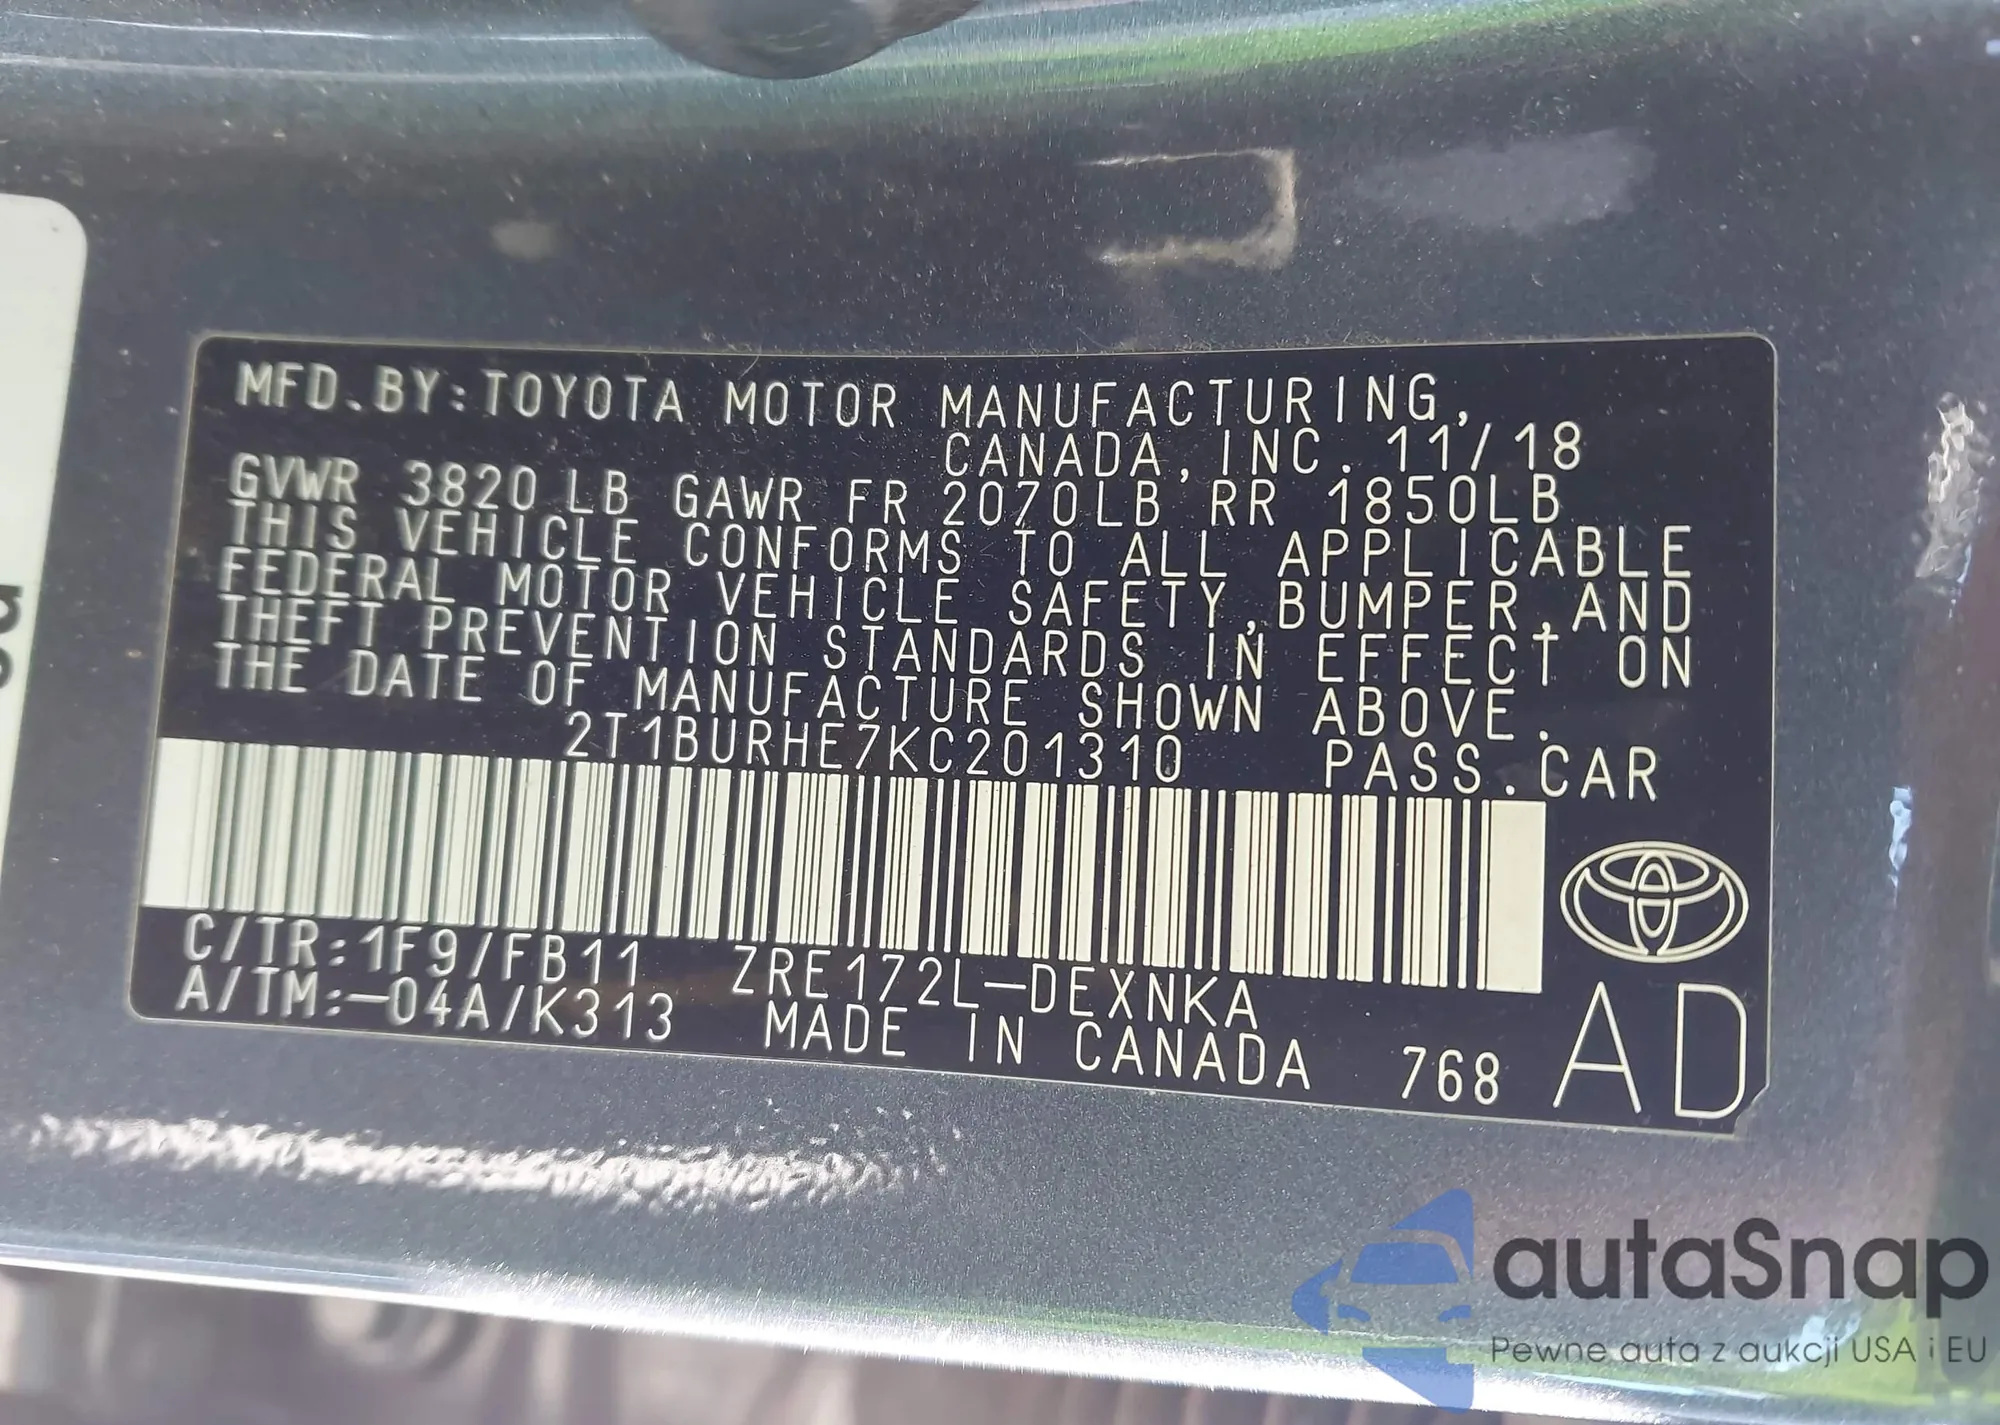 MFD.BY:TOYOTA MOTOR MANUFACTURING,
CANADA, INC. 11/18
GVWR 3820 LB GAWR FR 2070LB RR 1850LB
THIS VEHICLE CONFORMS TO ALL APPLICABLE
FEDERAL MOTOR VEHICLE SAFETY, BUMPER, AND
THEFT PREVENTION STANDARDS IN EFFECT ON
THE DATE OF MANUFACTURE SHOWN ABOVE.
2T1BURHE7KC201310 PASS.CAR
C/TR:1F9/FB11 ZRE172L-DEXNKA
A/TM:-04A/K313 MADE IN CANADA 768 AD
autaSnap
Pewne auta z aukcji USA i EU